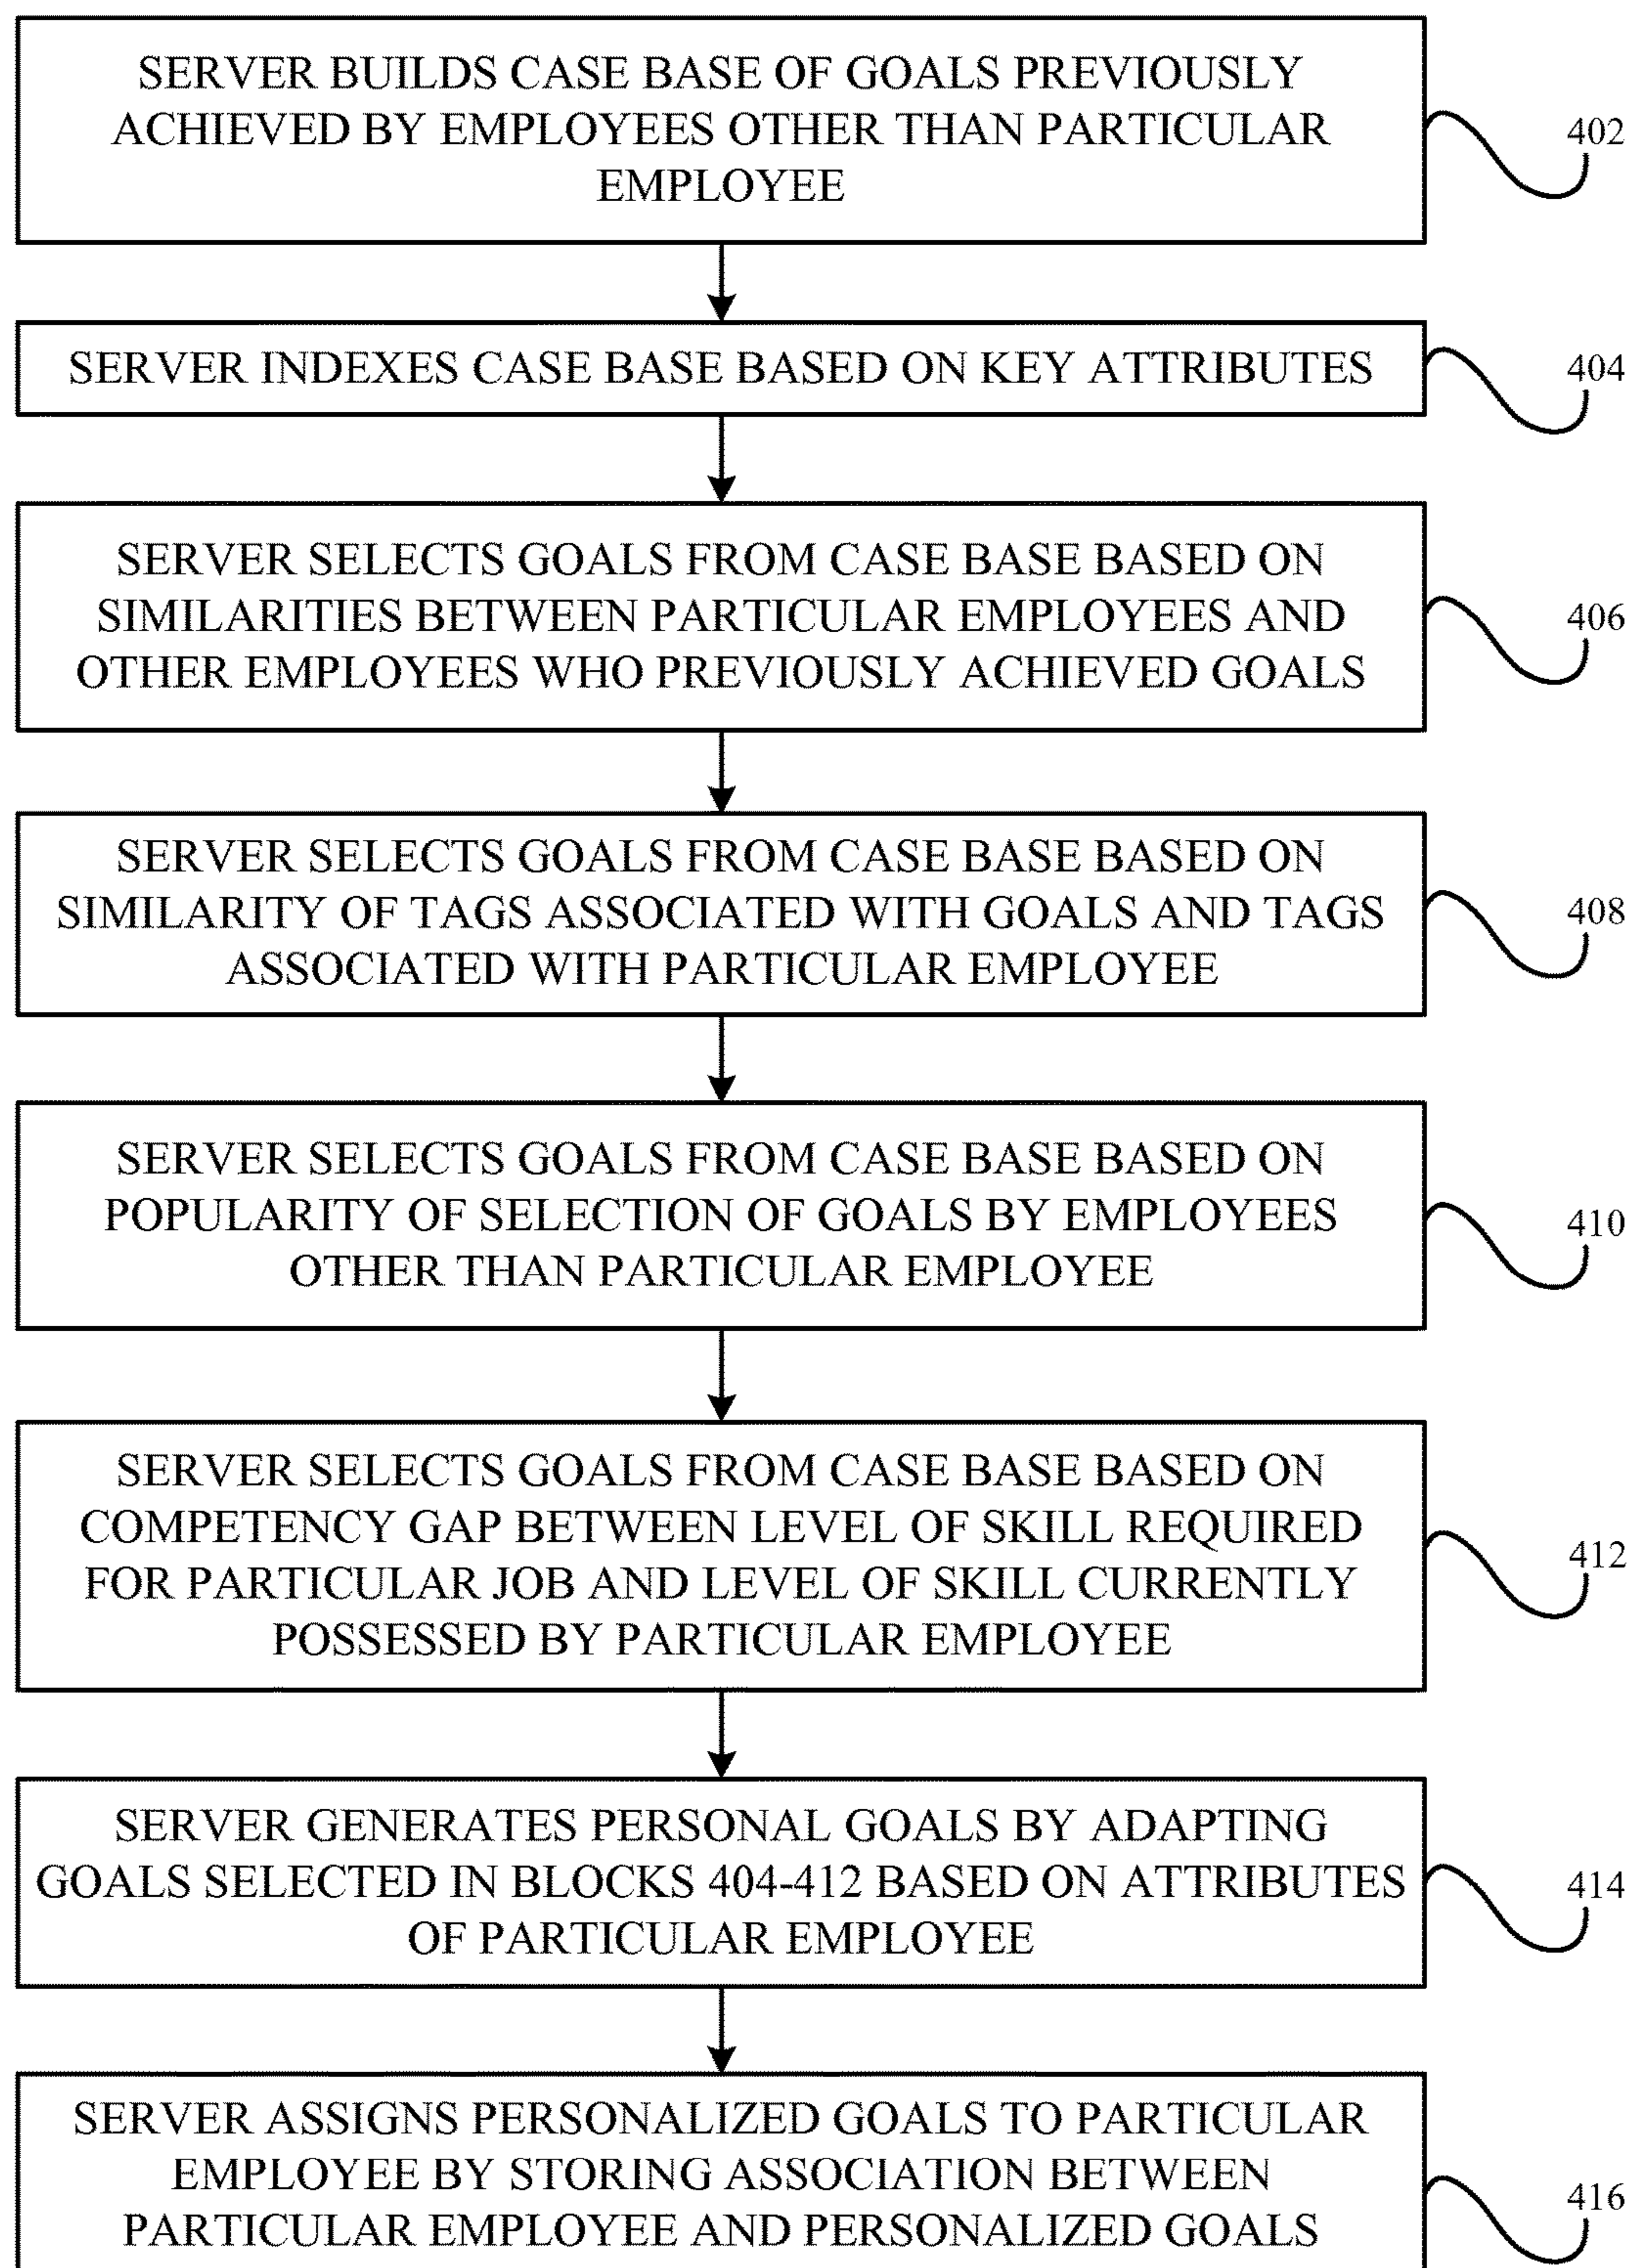 SERVER BUILDS CASE BASE OF GOALS PREVIOUSLY
ACHIEVED BY EMPLOYEES OTHER THAN PARTICULAR
EMPLOYEE
402
SERVER INDEXES CASE BASE BASED ON KEY ATTRIBUTES
404
SERVER SELECTS GOALS FROM CASE BASE BASED ON
SIMILARITIES BETWEEN PARTICULAR EMPLOYEES AND
OTHER EMPLOYEES WHO PREVIOUSLY ACHIEVED GOALS
406
SERVER SELECTS GOALS FROM CASE BASE BASED ON
SIMILARITY OF TAGS ASSOCIATED WITH GOALS AND TAGS
ASSOCIATED WITH PARTICULAR EMPLOYEE
408
SERVER SELECTS GOALS FROM CASE BASE BASED ON
POPULARITY OF SELECTION OF GOALS BY EMPLOYEES
OTHER THAN PARTICULAR EMPLOYEE
410
SERVER SELECTS GOALS FROM CASE BASE BASED ON
COMPETENCY GAP BETWEEN LEVEL OF SKILL REQUIRED
FOR PARTICULAR JOB AND LEVEL OF SKILL CURRENTLY
POSSESSED BY PARTICULAR EMPLOYEE
412
SERVER GENERATES PERSONAL GOALS BY ADAPTING
GOALS SELECTED IN BLOCKS 404-412 BASED ON ATTRIBUTES
OF PARTICULAR EMPLOYEE
414
SERVER ASSIGNS PERSONALIZED GOALS TO PARTICULAR
EMPLOYEE BY STORING ASSOCIATION BETWEEN
PARTICULAR EMPLOYEE AND PERSONALIZED GOALS
416